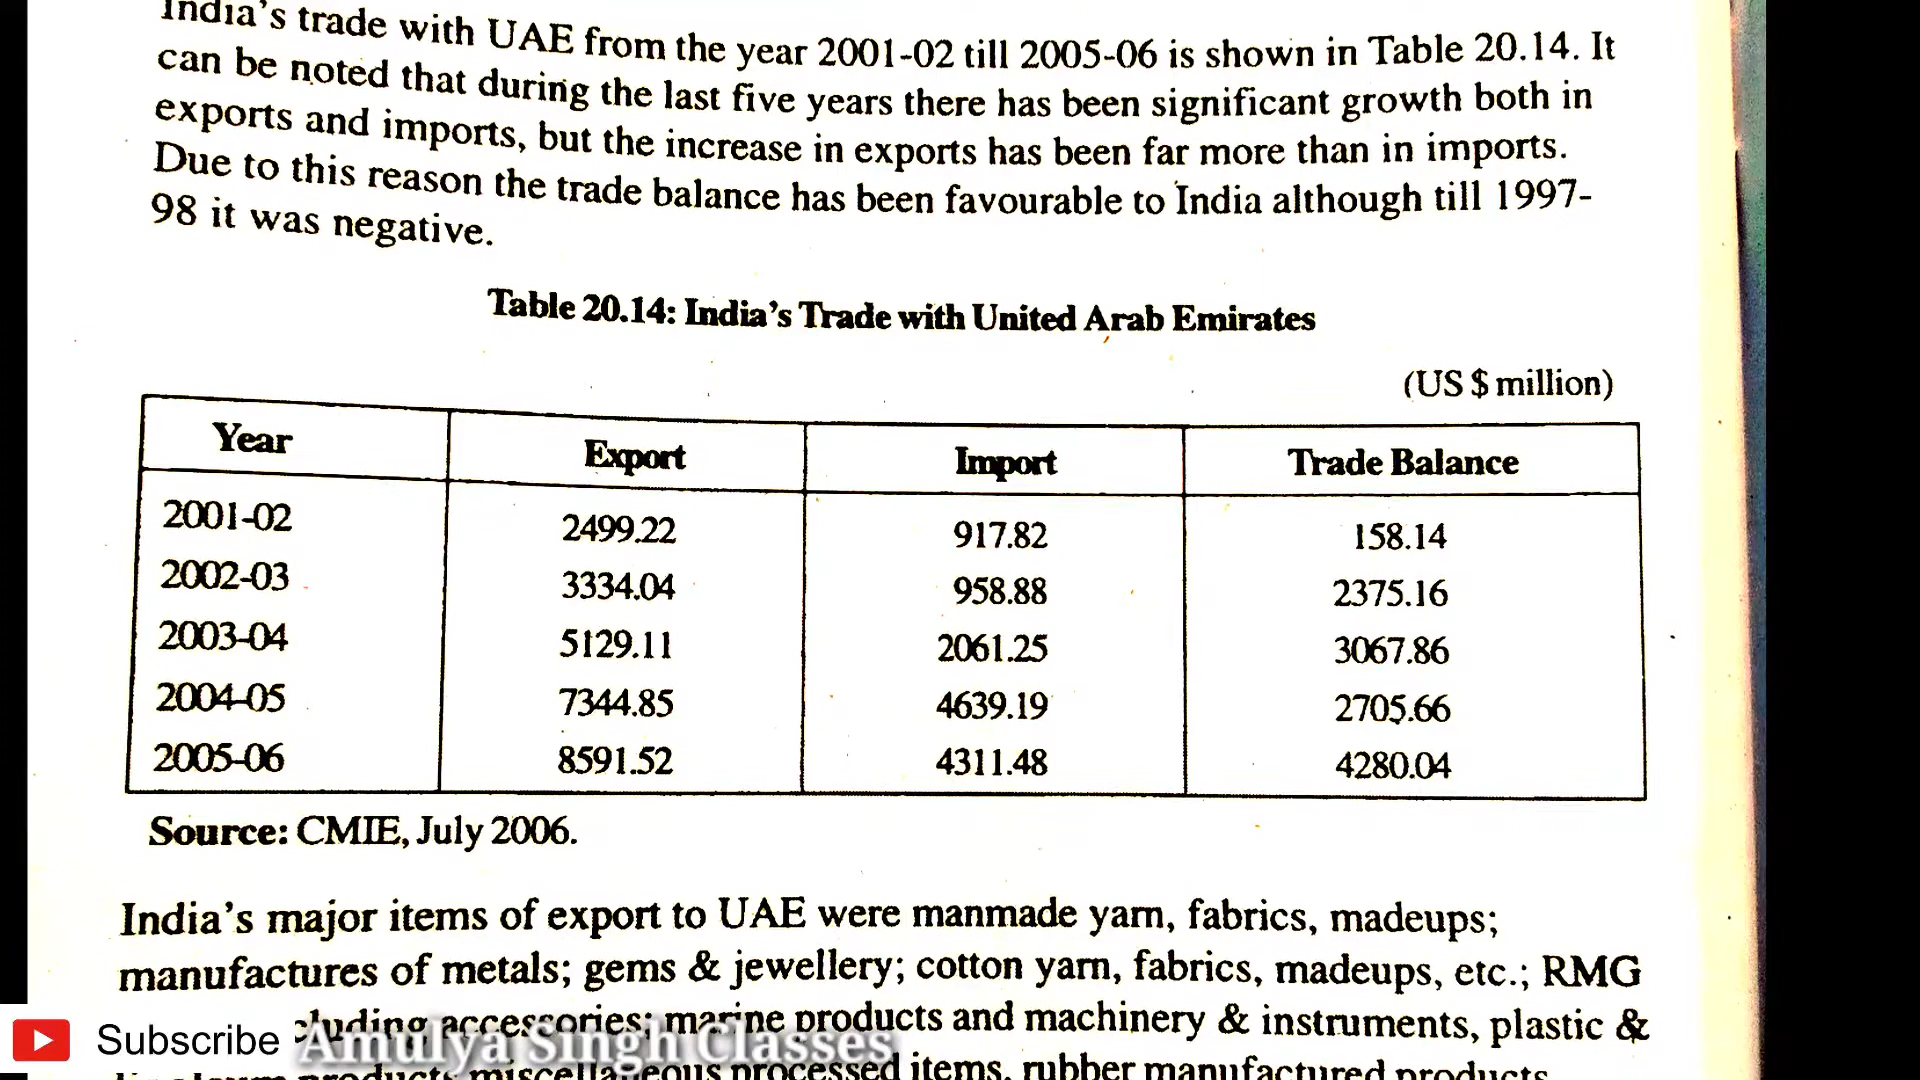 India's trade with UAE from the year 2001-02 till 2005-06 is shown in Table 20.14. It
can be noted that during the last five years there has been significant growth both in
exports and imports, but the increase in exports has been far more than in imports.
Due to this reason the trade balance has been favourable to India although till 1997-
98 it was negative.
Table 20.14: India's Trade with United Arab Emirates
(US $ million)
Year Export Import Trade Balance
2001-02 2499.22 917.82 158.14
2002-03 3334.04 958.88 2375.16
2003-04 5129.11 2061.25 3067.86
2004-05 7344.85 4639.19 2705.66
2005-06 8591.52 4311.48 4280.04
Source: CMIE, July 2006.
India's major items of export to UAE were manmade yarn, fabrics, madeups;
manufactures of metals; gems & jewellery; cotton yarn, fabrics, madeups, etc.; RMG
accessories; marine products and machinery & instruments, plastic &
products miscellaneous processed items, rubber manufactured products
Subscribe
Amulya Singh Classes